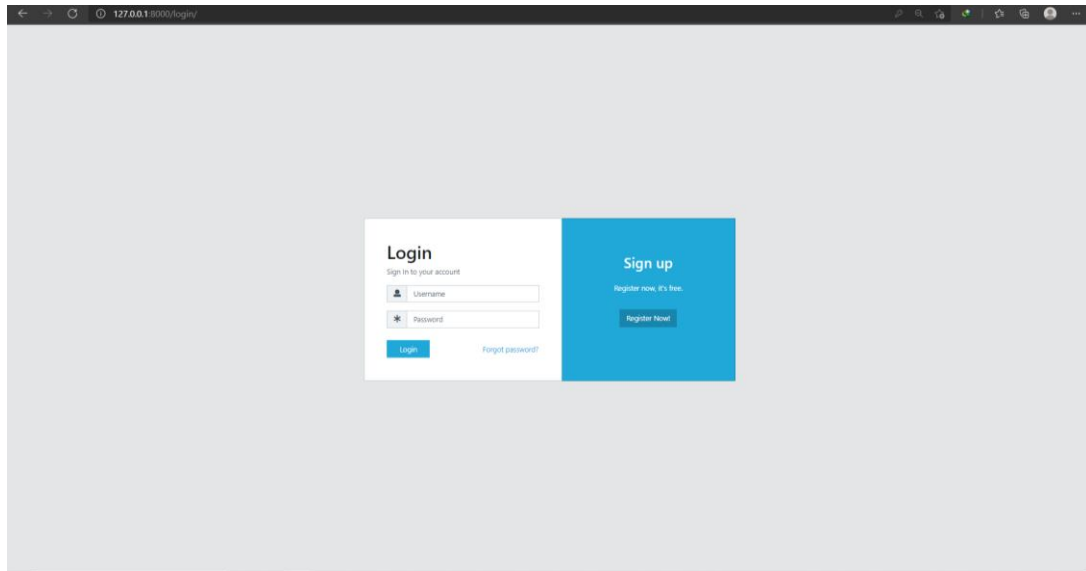 127.0.0.1:8000/login/
Login
Sign in to your account
Username
Password
Login
Forgot password?
Sign up
Register now, it's free.
Register Now!